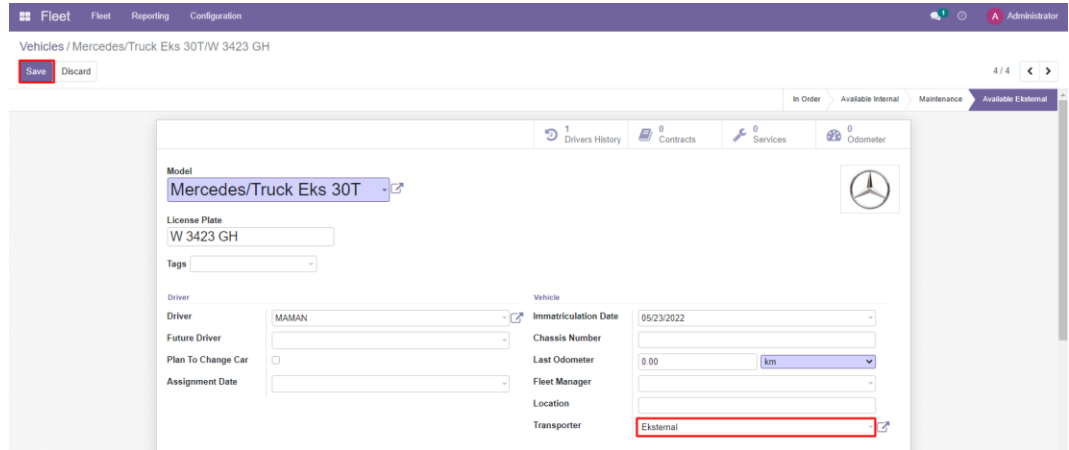 Fleet Fleet Reporting Configuration 1 A Administrator
Vehicles / Mercedes/Truck Eks 30T/W 3423 GH
Save Discard 4 / 4
In Order Available Internal Maintenance Available Eksternal
1 Drivers History 0 Contracts 0 Services 0 Odometer
Model
Mercedes/Truck Eks 30T
License Plate
W 3423 GH
Tags
Driver Vehicle
Driver MAMAN Immatriculation Date 05/23/2022
Future Driver Chassis Number
Plan To Change Car Last Odometer 0.00 km
Assignment Date Fleet Manager
Location
Transporter Eksternal